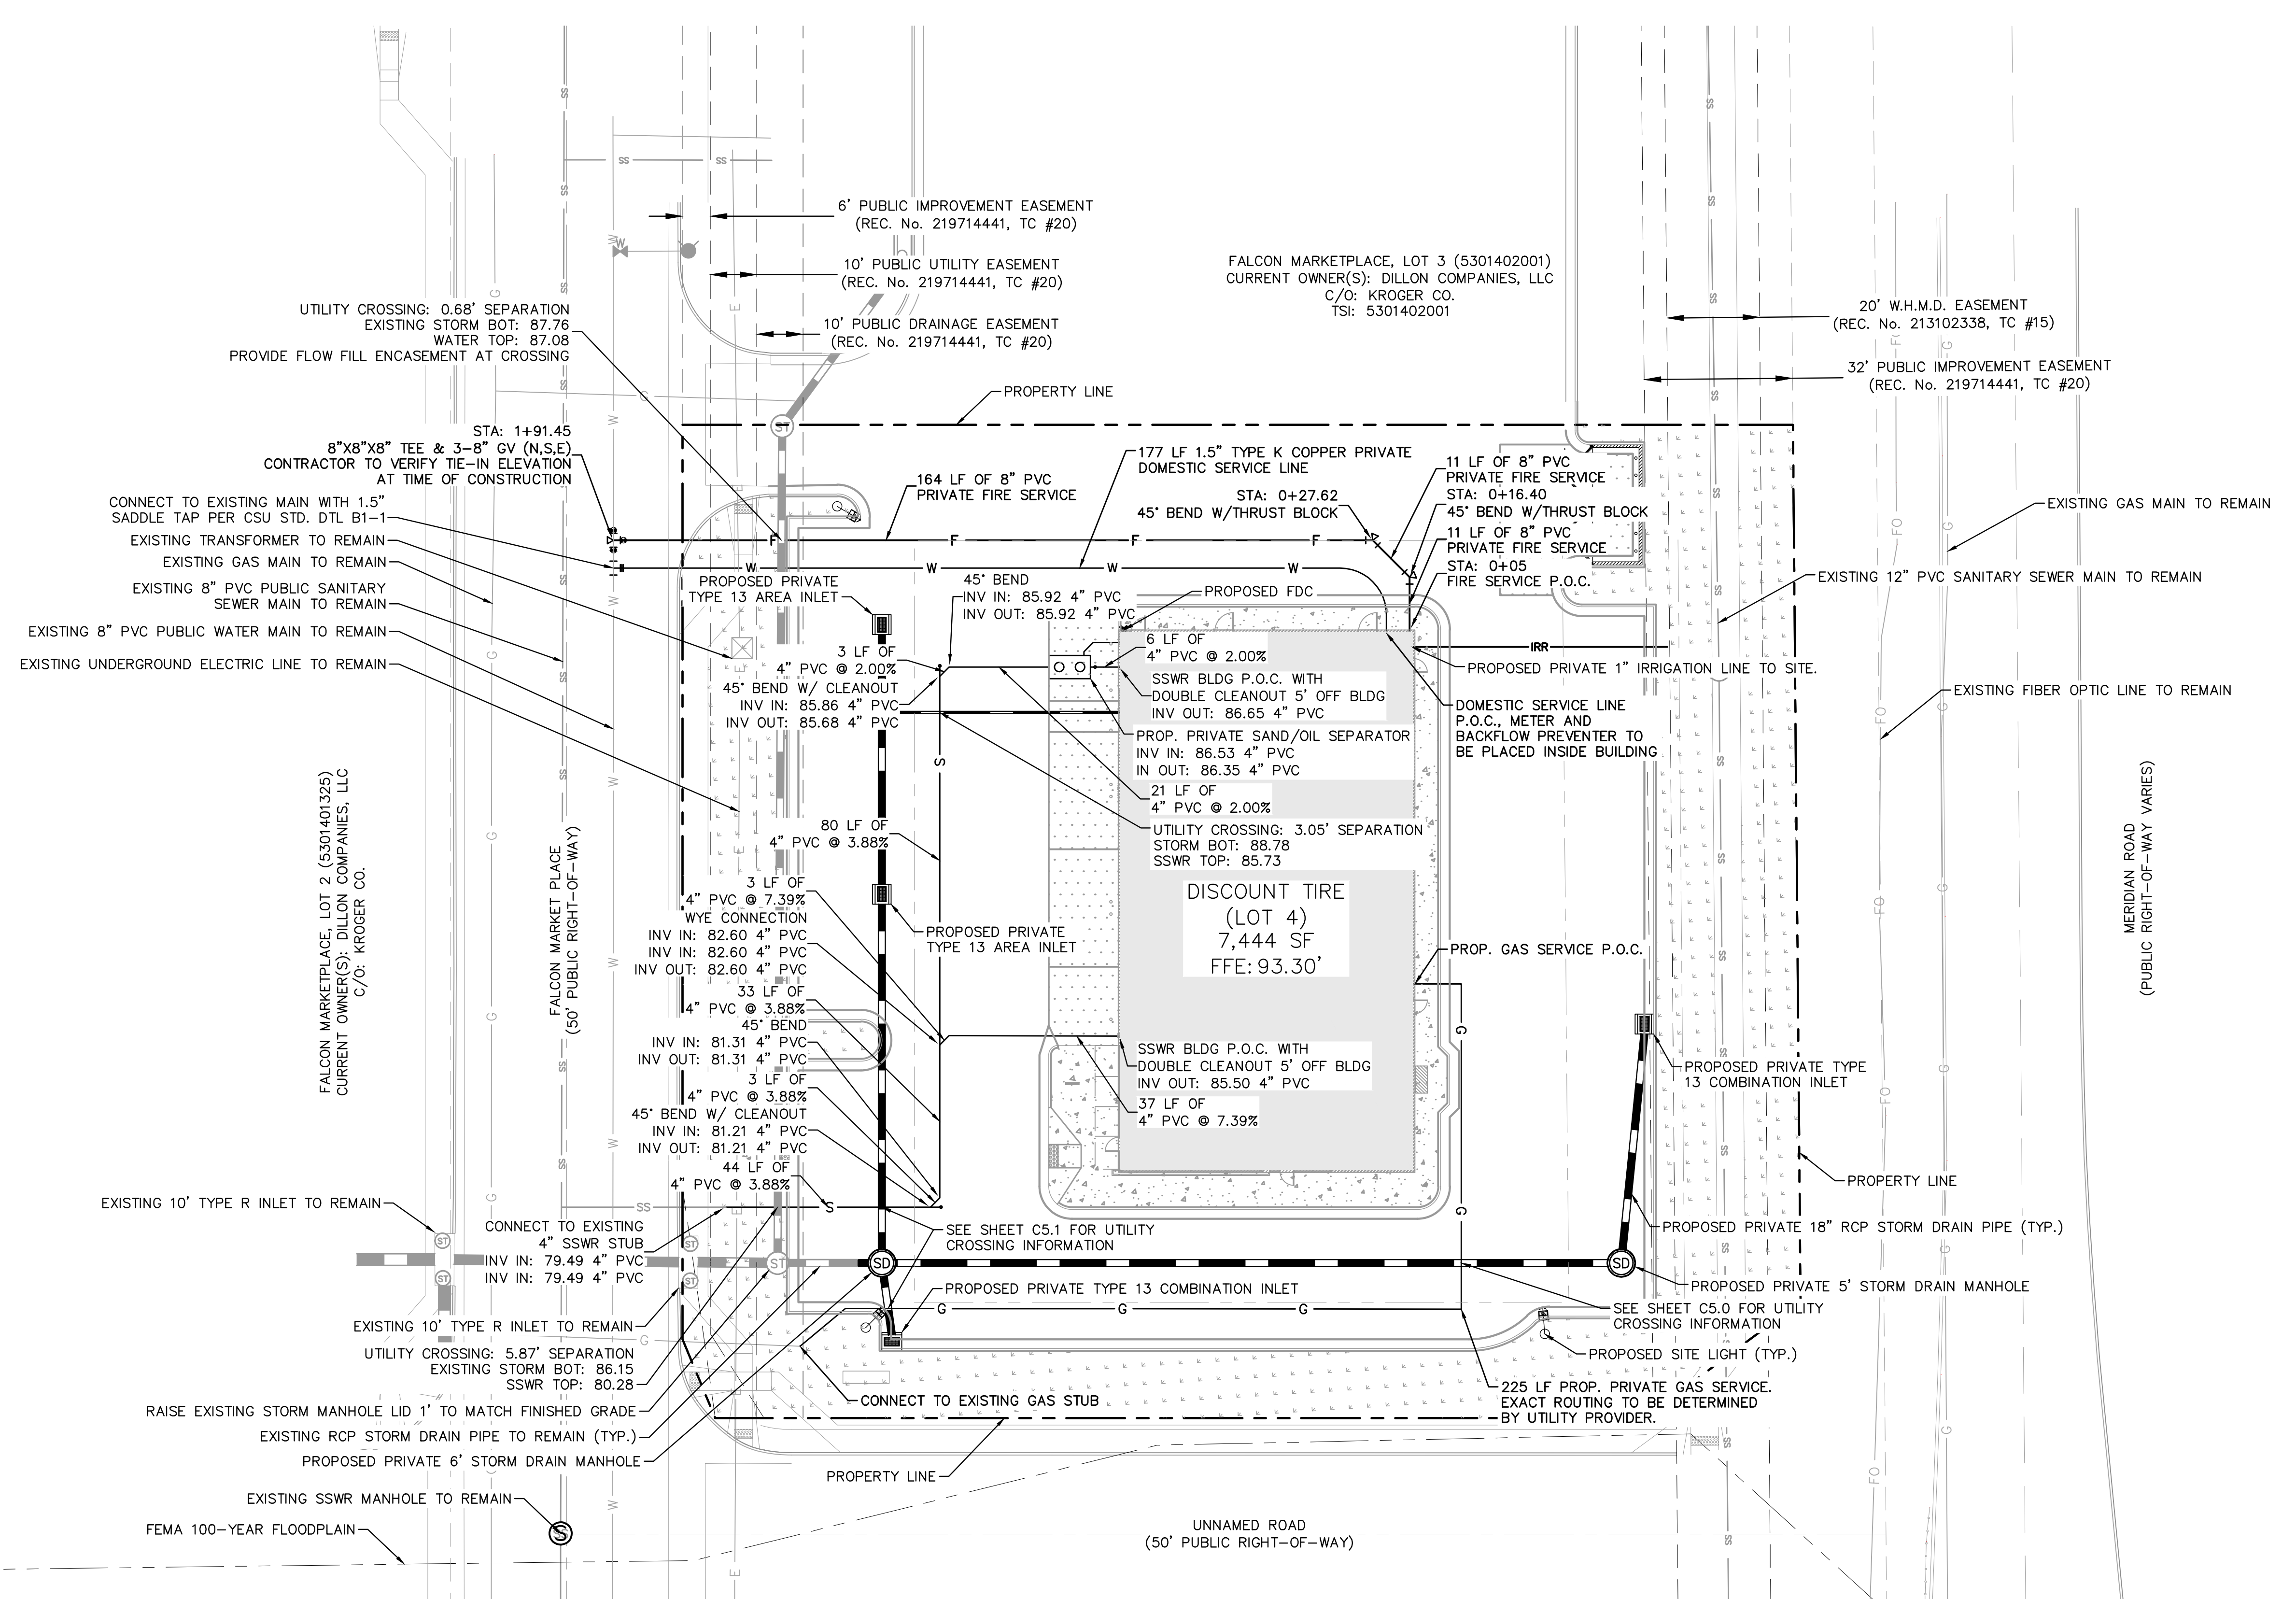 6' PUBLIC IMPROVEMENT EASEMENT
(REC. No. 219714441, TC #20)
10' PUBLIC UTILITY EASEMENT
(REC. No. 219714441, TC #20)
10' PUBLIC DRAINAGE EASEMENT
(REC. No. 219714441, TC #20)
FALCON MARKETPLACE, LOT 3 (5301402001)
CURRENT OWNER(S): DILLON COMPANIES, LLC
C/O: KROGER CO.
TSI: 5301402001
20' W.H.M.D. EASEMENT
(REC. No. 213102338, TC #15)
32' PUBLIC IMPROVEMENT EASEMENT
(REC. No. 219714441, TC #20)
UTILITY CROSSING: 0.68' SEPARATION
EXISTING STORM BOT: 87.76
WATER TOP: 87.08
PROVIDE FLOW FILL ENCASEMENT AT CROSSING
PROPERTY LINE
STA: 1+91.45
8"X8"X8" TEE & 3-8" GV (N,S,E)
CONTRACTOR TO VERIFY TIE-IN ELEVATION
AT TIME OF CONSTRUCTION
CONNECT TO EXISTING MAIN WITH 1.5"
SADDLE TAP PER CSU STD. DTL B1-1
EXISTING TRANSFORMER TO REMAIN
EXISTING GAS MAIN TO REMAIN
EXISTING 8" PVC PUBLIC SANITARY
SEWER MAIN TO REMAIN
EXISTING 8" PVC PUBLIC WATER MAIN TO REMAIN
EXISTING UNDERGROUND ELECTRIC LINE TO REMAIN
164 LF OF 8" PVC
PRIVATE FIRE SERVICE
177 LF 1.5" TYPE K COPPER PRIVATE
DOMESTIC SERVICE LINE
STA: 0+27.62
45° BEND W/THRUST BLOCK
11 LF OF 8" PVC
PRIVATE FIRE SERVICE
STA: 0+16.40
45° BEND W/THRUST BLOCK
11 LF OF 8" PVC
PRIVATE FIRE SERVICE
STA: 0+05
FIRE SERVICE P.O.C.
EXISTING GAS MAIN TO REMAIN
EXISTING 12" PVC SANITARY SEWER MAIN TO REMAIN
EXISTING FIBER OPTIC LINE TO REMAIN
F
F
F
F
W
W
W
W
PROPOSED PRIVATE
TYPE 13 AREA INLET
45° BEND
INV IN: 85.92 4" PVC
INV OUT: 85.92 4" PVC
PROPOSED FDC
3 LF OF
4" PVC @ 2.00%
45° BEND W/ CLEANOUT
INV IN: 85.86 4" PVC
INV OUT: 85.68 4" PVC
6 LF OF
4" PVC @ 2.00%
SSWR BLDG P.O.C. WITH
DOUBLE CLEANOUT 5' OFF BLDG
INV OUT: 86.65 4" PVC
PROP. PRIVATE SAND/OIL SEPARATOR
INV IN: 86.53 4" PVC
IN OUT: 86.35 4" PVC
21 LF OF
4" PVC @ 2.00%
UTILITY CROSSING: 3.05' SEPARATION
STORM BOT: 88.78
SSWR TOP: 85.73
IRR
PROPOSED PRIVATE 1" IRRIGATION LINE TO SITE.
DOMESTIC SERVICE LINE
P.O.C., METER AND
BACKFLOW PREVENTER TO
BE PLACED INSIDE BUILDING
S
80 LF OF
4" PVC @ 3.88%
3 LF OF
4" PVC @ 7.39%
WYE CONNECTION
INV IN: 82.60 4" PVC
INV IN: 82.60 4" PVC
INV OUT: 82.60 4" PVC
33 LF OF
4" PVC @ 3.88%
45° BEND
INV IN: 81.31 4" PVC
INV OUT: 81.31 4" PVC
3 LF OF
4" PVC @ 3.88%
45° BEND W/ CLEANOUT
INV IN: 81.21 4" PVC
INV OUT: 81.21 4" PVC
44 LF OF
4" PVC @ 3.88%
PROPOSED PRIVATE
TYPE 13 AREA INLET
DISCOUNT TIRE
(LOT 4)
7,444 SF
FFE: 93.30'
PROP. GAS SERVICE P.O.C.
SSWR BLDG P.O.C. WITH
DOUBLE CLEANOUT 5' OFF BLDG
INV OUT: 85.50 4" PVC
37 LF OF
4" PVC @ 7.39%
FALCON MARKETPLACE, LOT 2 (5301401325)
CURRENT OWNER(S): DILLON COMPANIES, LLC
C/O: KROGER CO.
FALCON MARKET PLACE
(50' PUBLIC RIGHT-OF-WAY)
MERIDIAN ROAD
(PUBLIC RIGHT-OF-WAY VARIES)
PROPOSED PRIVATE TYPE
13 COMBINATION INLET
PROPERTY LINE
PROPOSED PRIVATE 18" RCP STORM DRAIN PIPE (TYP.)
PROPOSED PRIVATE 5' STORM DRAIN MANHOLE
SEE SHEET C5.0 FOR UTILITY
CROSSING INFORMATION
PROPOSED SITE LIGHT (TYP.)
225 LF PROP. PRIVATE GAS SERVICE.
EXACT ROUTING TO BE DETERMINED
BY UTILITY PROVIDER.
EXISTING 10' TYPE R INLET TO REMAIN
CONNECT TO EXISTING
4" SSWR STUB
INV IN: 79.49 4" PVC
INV IN: 79.49 4" PVC
S
SEE SHEET C5.1 FOR UTILITY
CROSSING INFORMATION
SD
SD
ST
ST
ST
ST
ST
ST
PROPOSED PRIVATE TYPE 13 COMBINATION INLET
G
G
G
G
G
EXISTING 10' TYPE R INLET TO REMAIN
UTILITY CROSSING: 5.87' SEPARATION
EXISTING STORM BOT: 86.15
SSWR TOP: 80.28
RAISE EXISTING STORM MANHOLE LID 1' TO MATCH FINISHED GRADE
EXISTING RCP STORM DRAIN PIPE TO REMAIN (TYP.)
PROPOSED PRIVATE 6' STORM DRAIN MANHOLE
CONNECT TO EXISTING GAS STUB
PROPERTY LINE
EXISTING SSWR MANHOLE TO REMAIN
S
FEMA 100-YEAR FLOODPLAIN
UNNAMED ROAD
(50' PUBLIC RIGHT-OF-WAY)